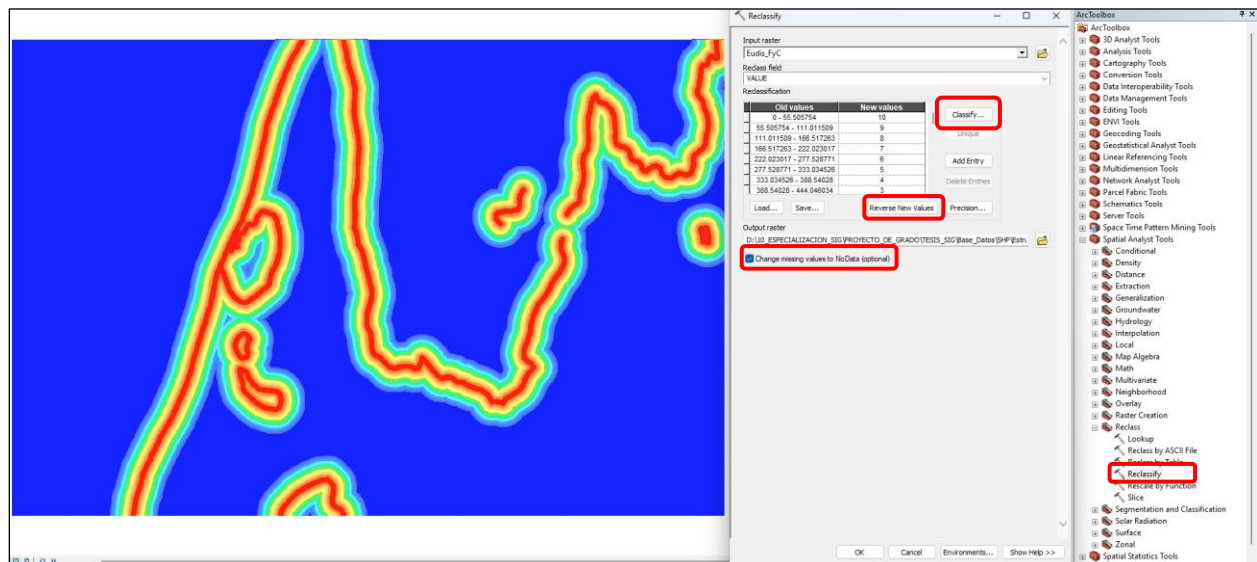 Reclassify
Input raster
Eudis_FyC
Reclass field
VALUE
Reclassification
Old values New values
0 - 55.505754 10
55.505754 - 111.011509 9
111.011509 - 166.517263 8
166.517263 - 222.023017 7
222.023017 - 277.528771 6
277.528771 - 333.034526 5
333.034526 - 388.54028 4
388.54028 - 444.046034 3
Classify...
Unique
Add Entry
Delete Entries
Load... Save... Reverse New Values Precision...
Output raster
D:\10_ESPECIALIZACION_SIG\PROYECTO_DE_GRADO\TESIS_SIG\Base_Datos\SHP\Estru
Change missing values to NoData (optional)
OK Cancel Environments... Show Help >>
ArcToolbox
ArcToolbox
3D Analyst Tools
Analysis Tools
Cartography Tools
Conversion Tools
Data Interoperability Tools
Data Management Tools
Editing Tools
ENVI Tools
Geocoding Tools
Geostatistical Analyst Tools
Linear Referencing Tools
Multidimension Tools
Network Analyst Tools
Parcel Fabric Tools
Schematics Tools
Server Tools
Space Time Pattern Mining Tools
Spatial Analyst Tools
Conditional
Density
Distance
Extraction
Generalization
Groundwater
Hydrology
Interpolation
Local
Map Algebra
Math
Multivariate
Neighborhood
Overlay
Raster Creation
Reclass
Lookup
Reclass by ASCII File
Reclass by Table
Reclassify
Rescale by Function
Slice
Segmentation and Classification
Solar Radiation
Surface
Zonal
Spatial Statistics Tools